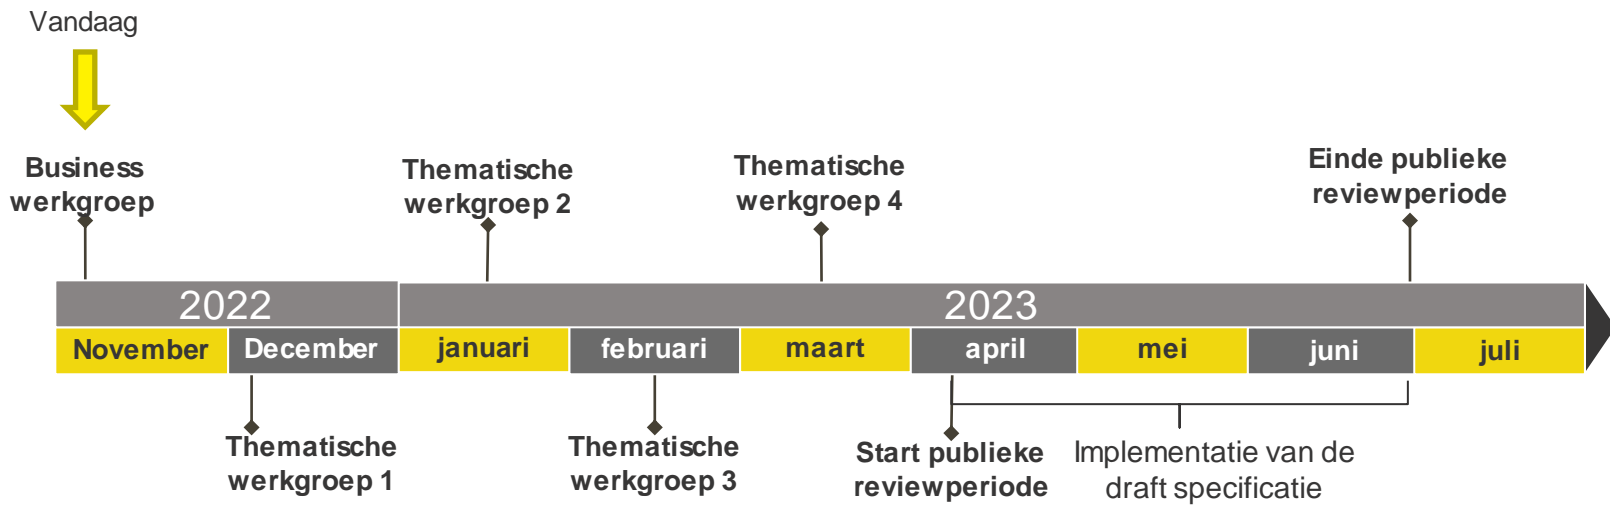 Vandaag
Business
werkgroep
Thematische
werkgroep 2
Thematische
werkgroep 4
Einde publieke
reviewperiode
2022
2023
November
December
januari
februari
maart
april
mei
juni
juli
Thematische
werkgroep 1
Thematische
werkgroep 3
Start publieke
reviewperiode
Implementatie van de
draft specificatie